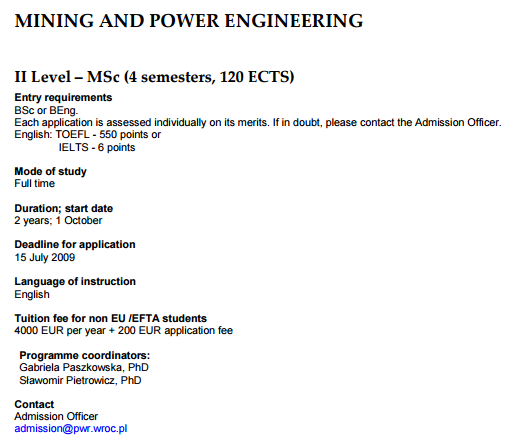 MINING AND POWER ENGINEERING
II Level – MSc (4 semesters, 120 ECTS)
Entry requirements
BSc or BEng.
Each application is assessed individually on its merits. If in doubt, please contact the Admission Officer.
English: TOEFL - 550 points or
IELTS - 6 points
Mode of study
Full time
Duration; start date
2 years; 1 October
Deadline for application
15 July 2009
Language of instruction
English
Tuition fee for non EU /EFTA students
4000 EUR per year + 200 EUR application fee
Programme coordinators:
Gabriela Paszkowska, PhD
Sławomir Pietrowicz, PhD
Contact
Admission Officer
admission@pwr.wroc.pl